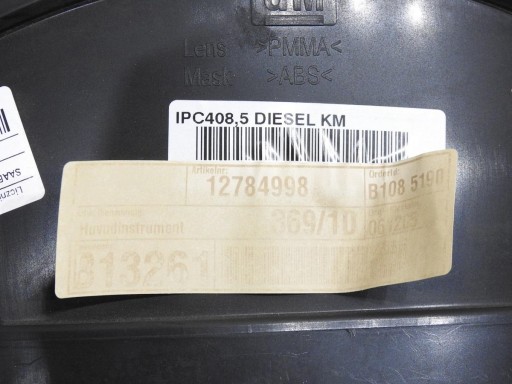 GM
Lens >PMMA<
Mask >ABS<
IPC408,5 DIESEL KM
Artikelnr.
12784998
Ordernr.
B108 5190
Huvudinstrument
369/10
813261
Liczn
SAAB